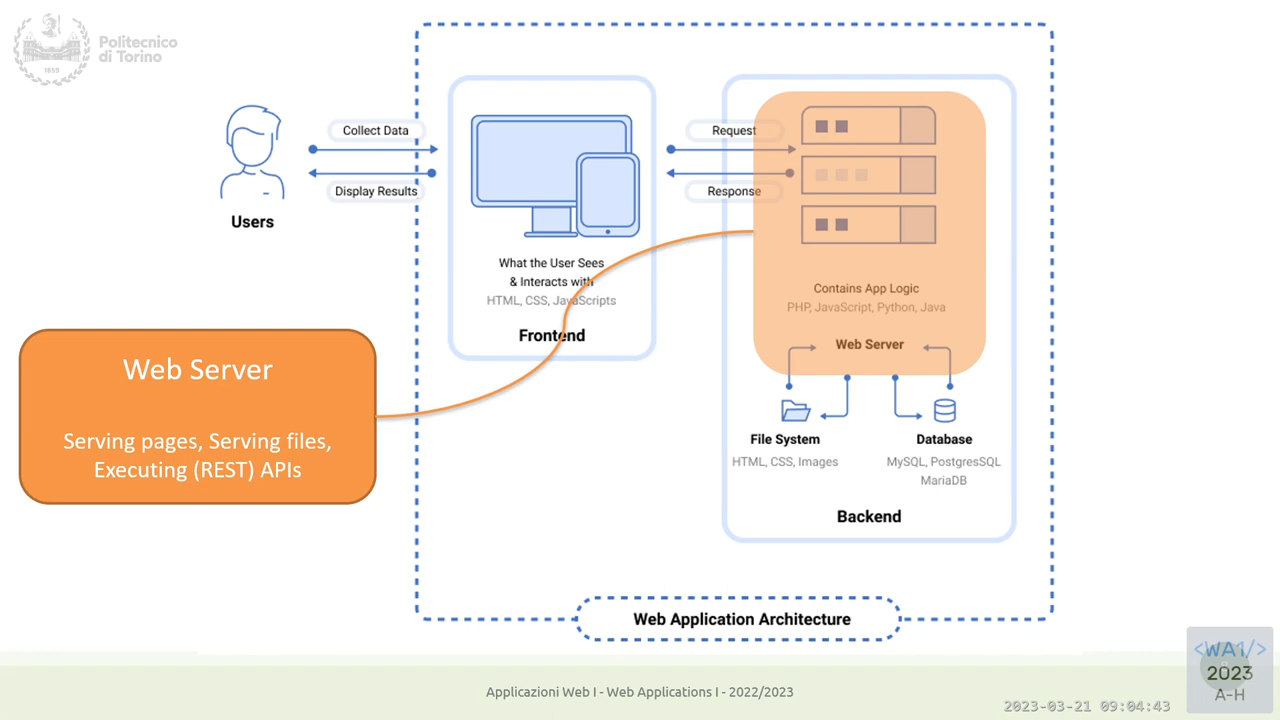 Politecnico
di Torino
1859
Collect Data
Display Results
Users
Request
Response
What the User Sees
& Interacts with
HTML, CSS, JavaScripts
Frontend
Contains App Logic
PHP, JavaScript, Python, Java
Web Server
Web Server
Serving pages, Serving files,
Executing (REST) APIs
File System
HTML, CSS, Images
Database
MySQL, PostgresSQL
MariaDB
Backend
Web Application Architecture
Applicazioni Web I - Web Applications I - 2022/2023
<WA1/>
2023
A-H
2023-03-21 09:04:43